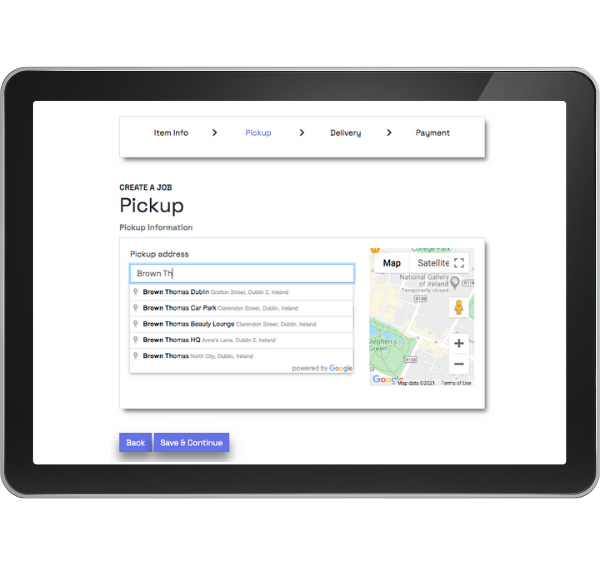 Item Info > Pickup > Delivery > Payment
CREATE A JOB
Pickup
Pickup Information
Pickup address
Brown Th
Brown Thomas Dublin Grafton Street, Dublin 2, Ireland
Brown Thomas Car Park Clarendon Street, Dublin, Ireland
Brown Thomas Beauty Lounge Clarendon Street, Dublin, Ireland
Brown Thomas HQ Anne's Lane, Dublin 2, Ireland
Brown Thomas North City, Dublin, Ireland
powered by Google
College Park
Map Satellite
National Gallery
of Ireland
Temporarily closed
R138
Stephen's
Green
R138
Google Map data ©2021 Terms of Use
Back Save & Continue